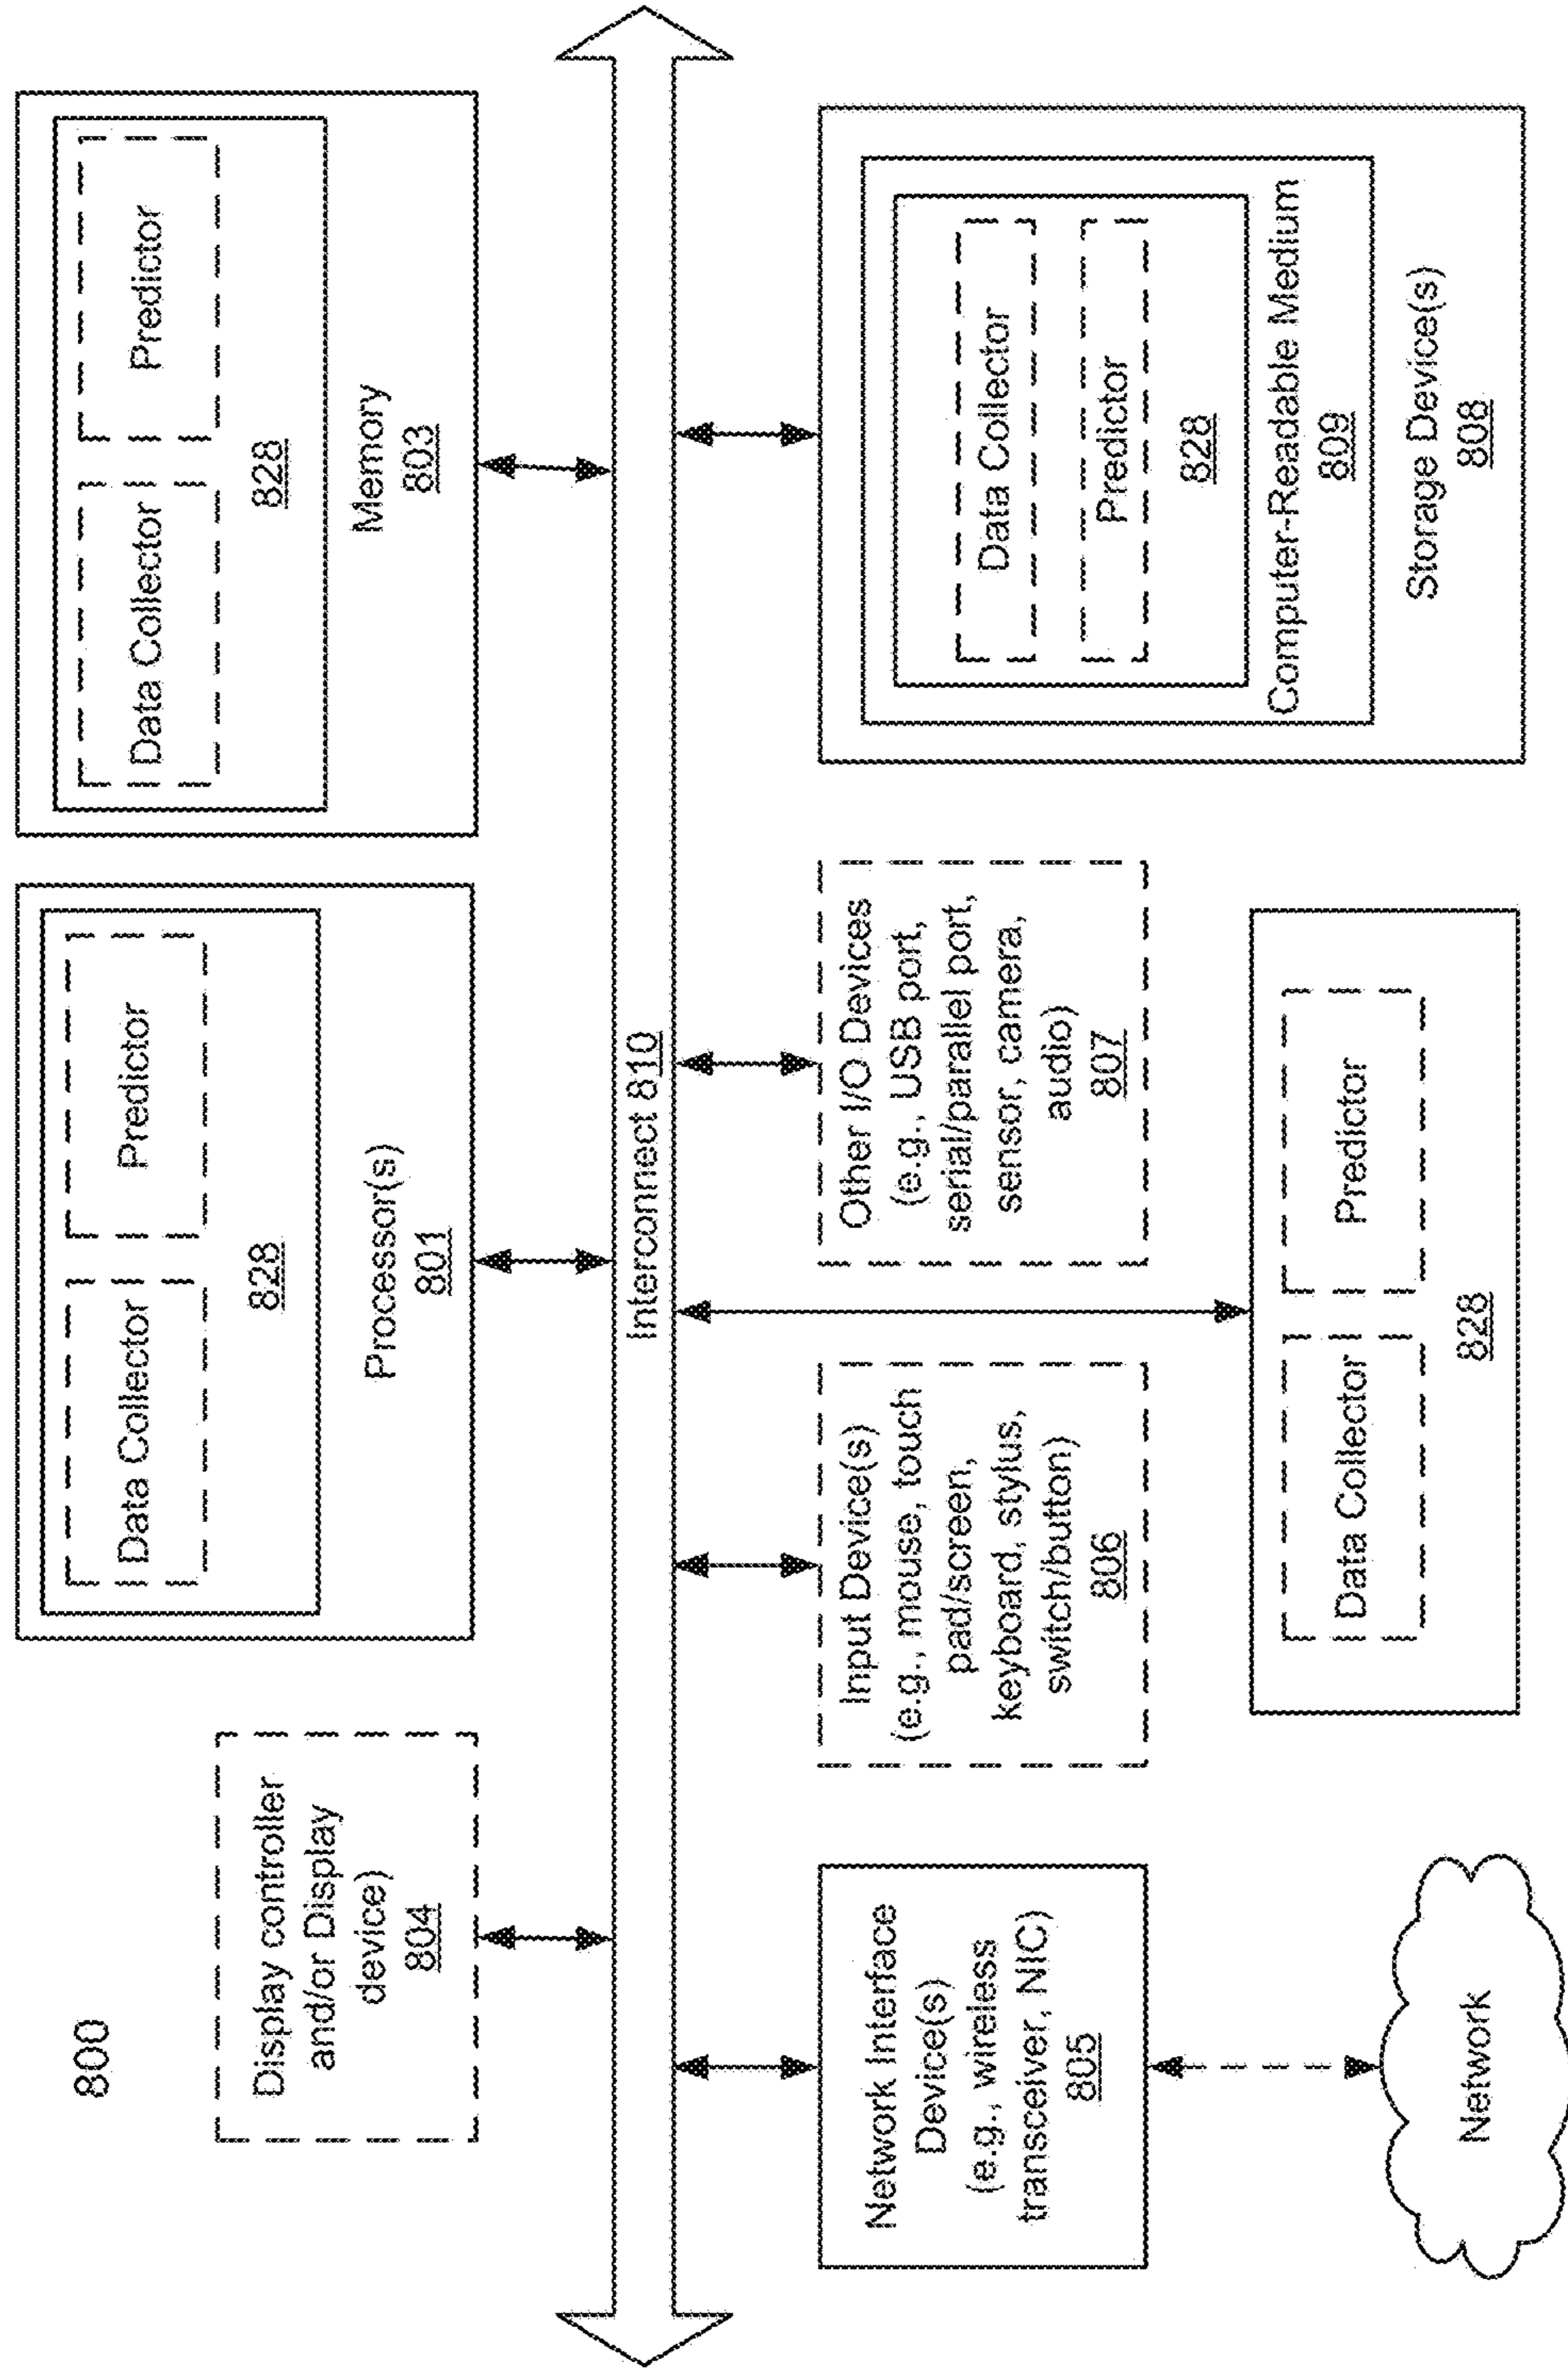 800
Display controller
and/or Display
device)
804
Data Collector
Predictor
828
Processor(s)
801
Data Collector
Predictor
828
Memory
803
Interconnect 810
Network Interface
Device(s)
(e.g., wireless
transceiver, NIC)
805
Network
Input Device(s)
(e.g., mouse, touch
pad/screen,
keyboard, stylus,
switch/button)
806
Other I/O Devices
(e.g., USB port,
serial/parallel port,
sensor, camera,
audio)
807
Data Collector
Predictor
828
Data Collector
Predictor
828
Computer-Readable Medium
809
Storage Device(s)
808